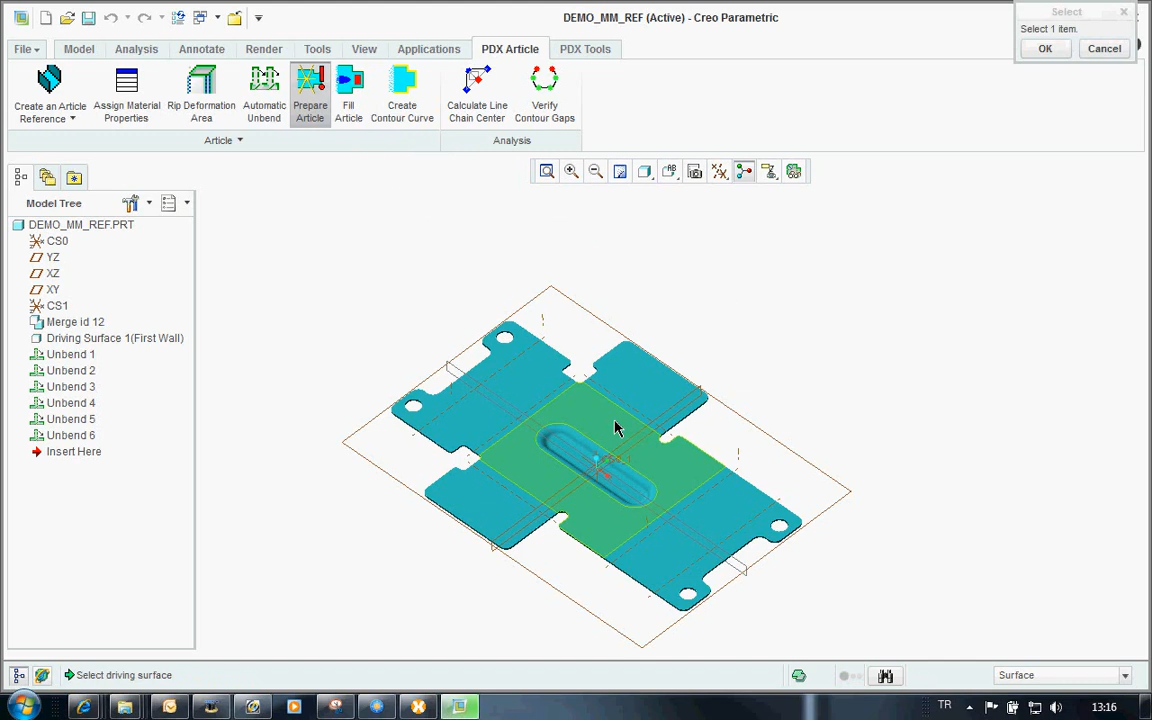 DEMO_MM_REF (Active) - Creo Parametric
Select
Select 1 item.
OK Cancel
File Model Analysis Annotate Render Tools View Applications PDX Article PDX Tools
Create an Article Reference
Assign Material Properties
Rip Deformation Area
Automatic Unbend
Prepare Article
Fill Article
Create Contour Curve
Calculate Line Chain Center
Verify Contour Gaps
Article
Analysis
Model Tree
DEMO_MM_REF.PRT
CS0
YZ
XZ
XY
CS1
Merge id 12
Driving Surface 1(First Wall)
Unbend 1
Unbend 2
Unbend 3
Unbend 4
Unbend 5
Unbend 6
Insert Here
Select driving surface
Surface
TR
13:16